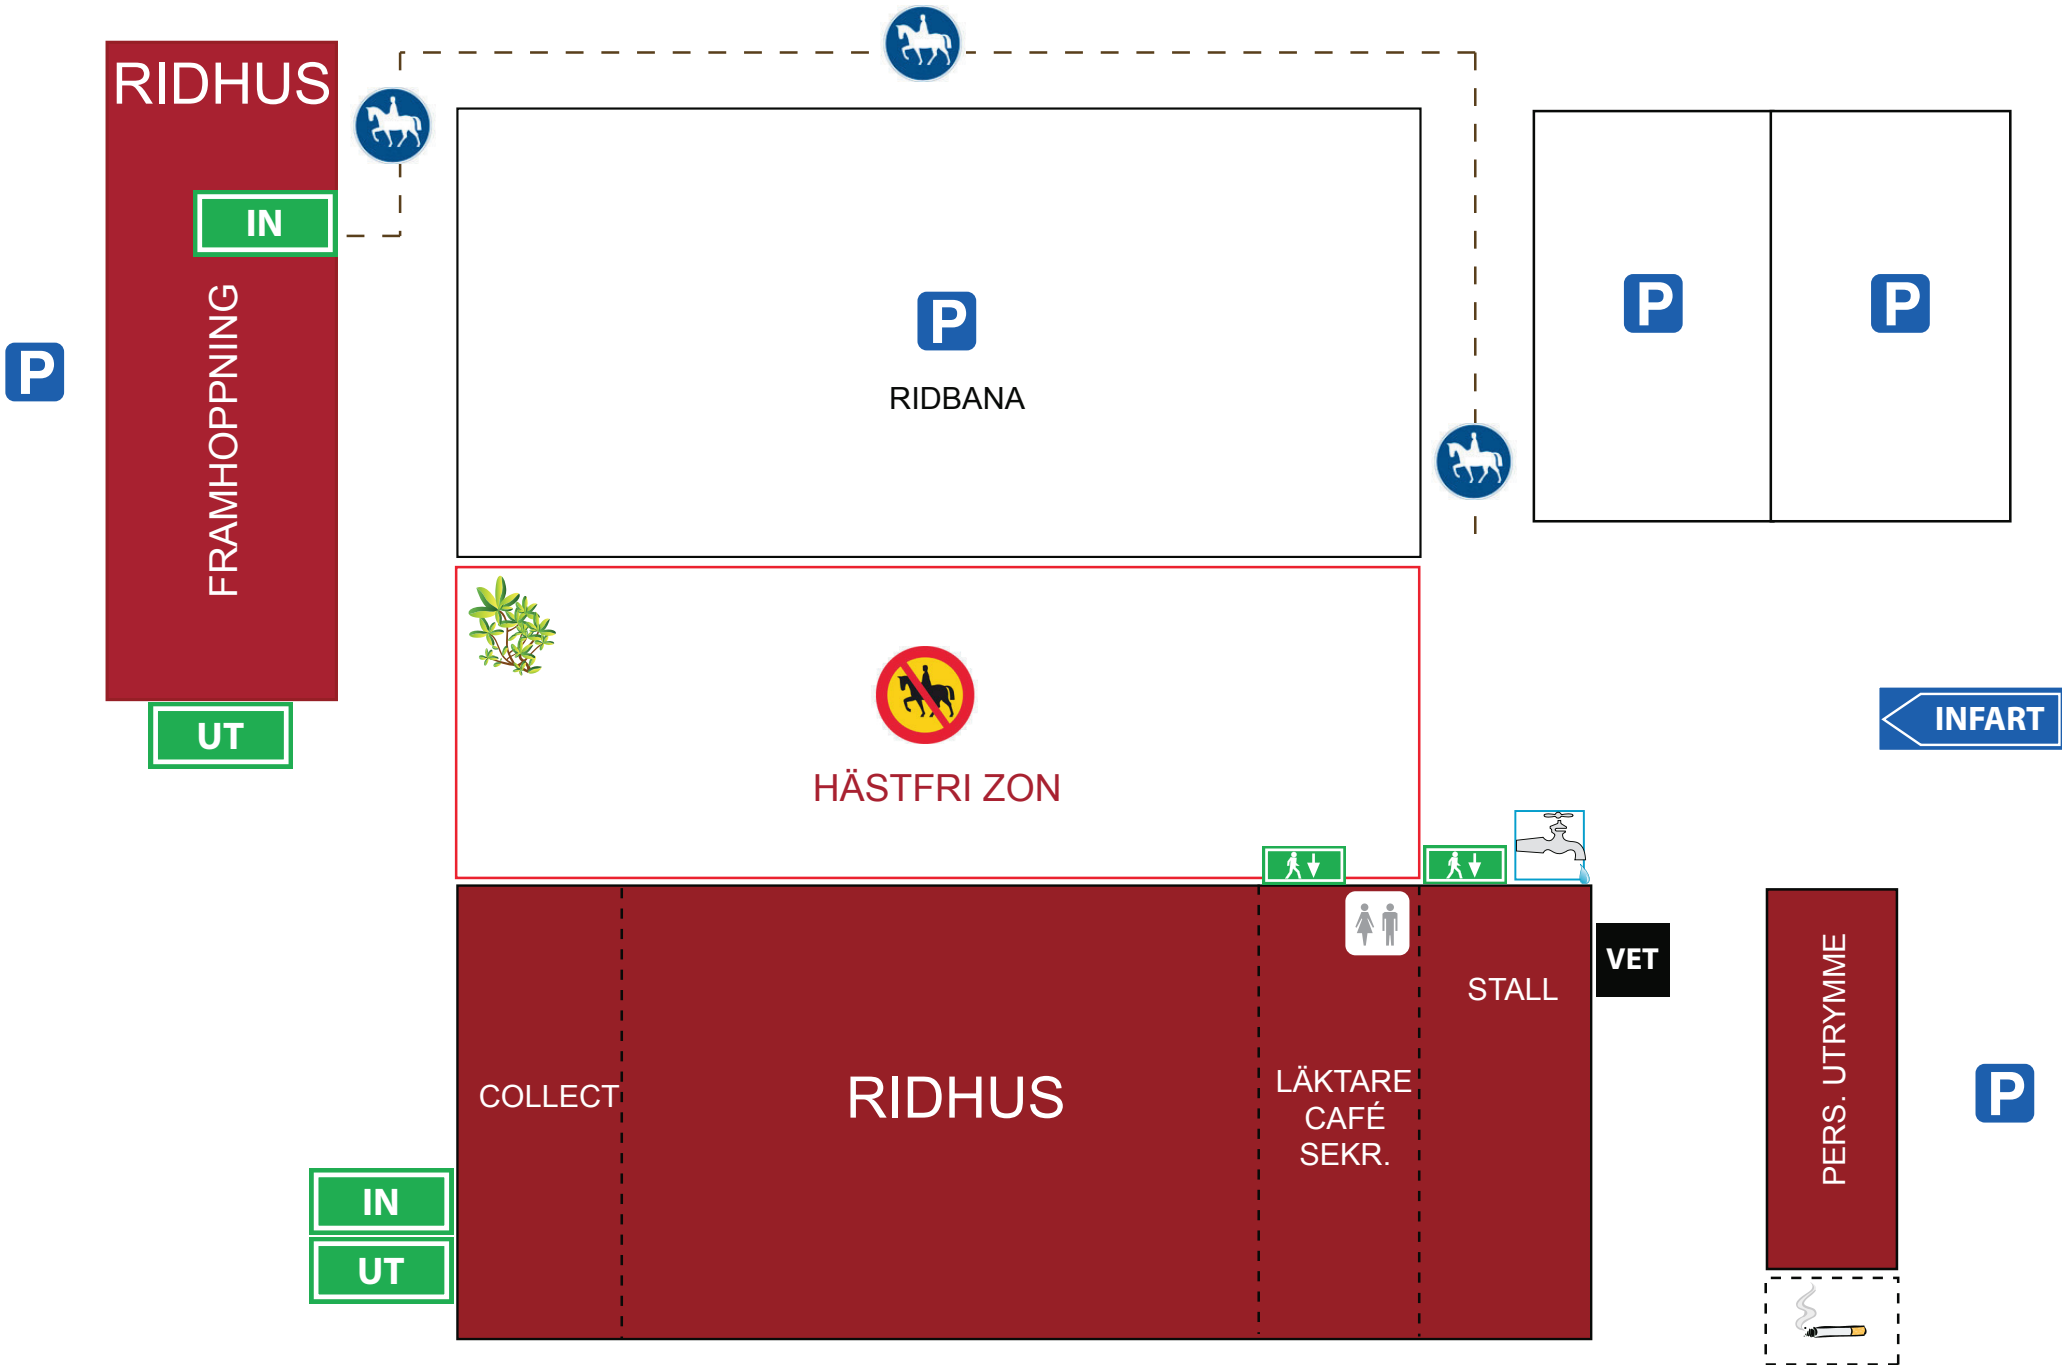 RIDHUS
IN
FRAMHOPPNING
UT
P
P
RIDBANA
P
P
HÄSTFRI ZON
INFART
COLLECT
RIDHUS
LÄKTARE
CAFÉ
SEKR.
STALL
VET
PERS. UTRYMME
P
IN
UT